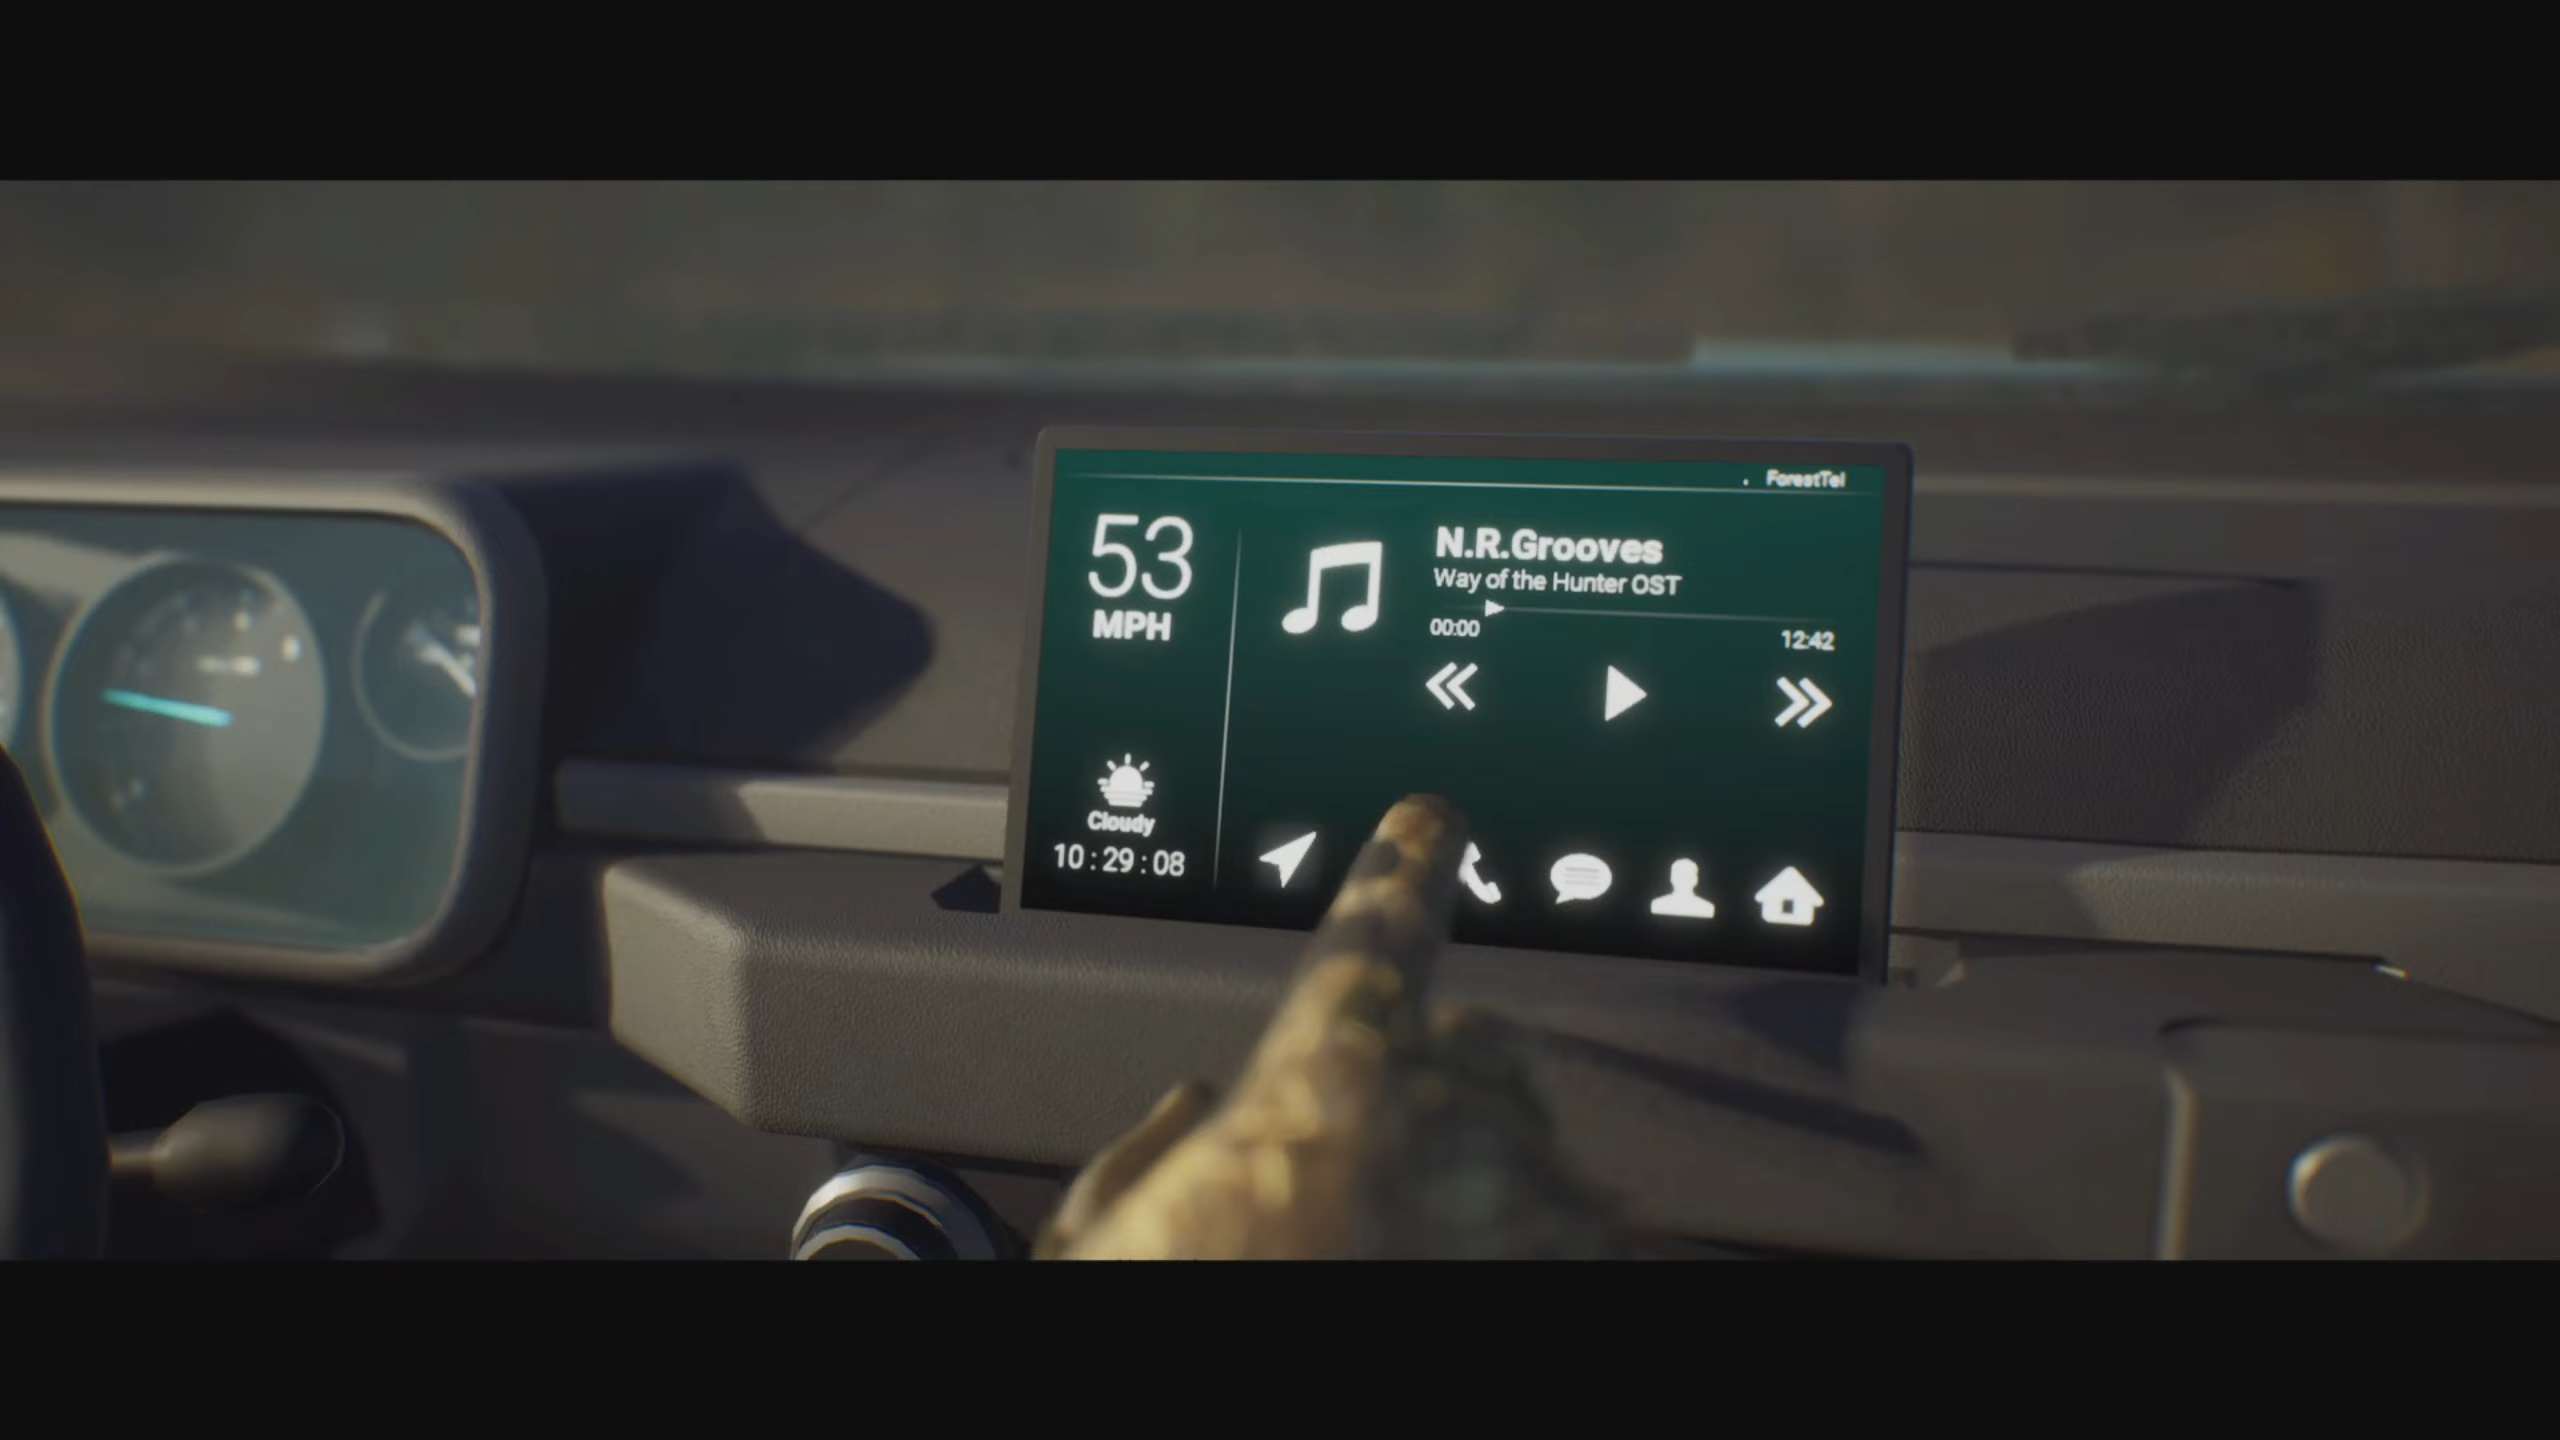 ForestTel
53
MPH
N.R.Grooves
Way of the Hunter OST
00:00
12:42
Cloudy
10 : 29 : 08